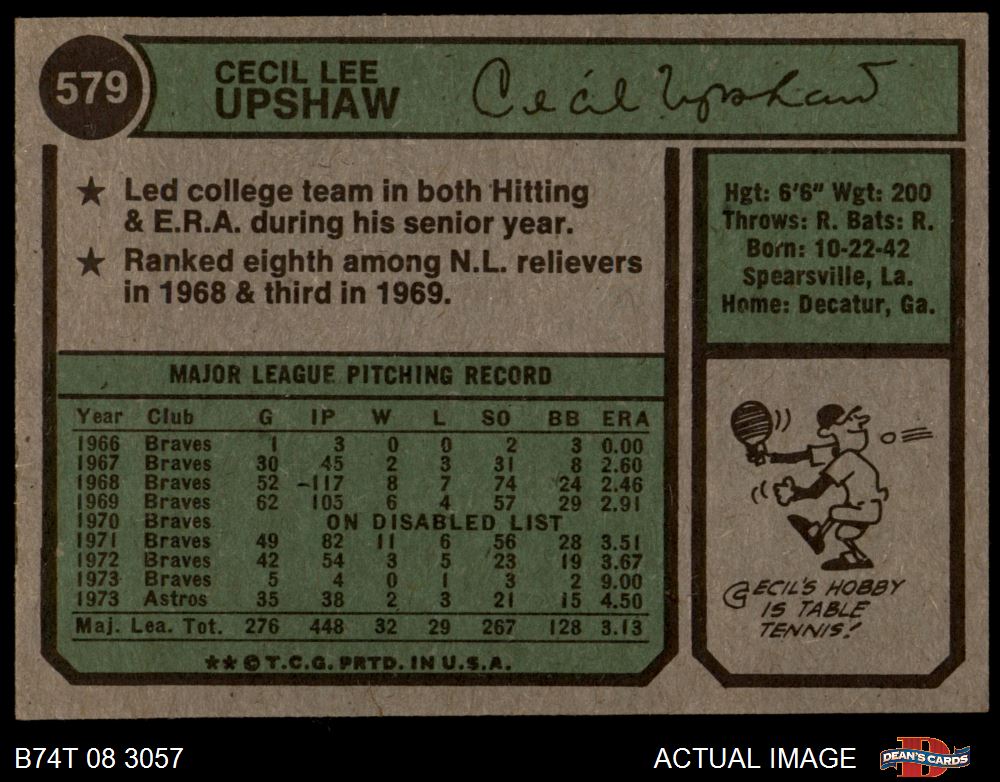 579
CECIL LEE
UPSHAW
Cecil Upshaw
★ Led college team in both Hitting
& E.R.A. during his senior year.
★ Ranked eighth among N.L. relievers
in 1968 & third in 1969.
Hgt: 6'6" Wgt: 200
Throws: R. Bats: R.
Born: 10-22-42
Spearsville, La.
Home: Decatur, Ga.
MAJOR LEAGUE PITCHING RECORD
Year Club G IP W L SO BB ERA
1966 Braves 1 3 0 0 2 3 0.00
1967 Braves 30 45 2 3 31 8 2.60
1968 Braves 52 117 8 7 74 24 2.46
1969 Braves 62 105 6 4 57 29 2.91
1970 Braves ON DISABLED LIST
1971 Braves 49 82 11 6 56 28 3.51
1972 Braves 42 54 3 5 23 19 3.67
1973 Braves 5 4 0 1 3 2 9.00
1973 Astros 35 38 2 3 21 15 4.50
Maj. Lea. Tot. 276 448 32 29 267 128 3.13
** © T.C.G. PRTD. IN U.S.A.
CECIL'S HOBBY
IS TABLE
TENNIS!
B74T 08 3057
ACTUAL IMAGE
D
DEAN'S CARDS